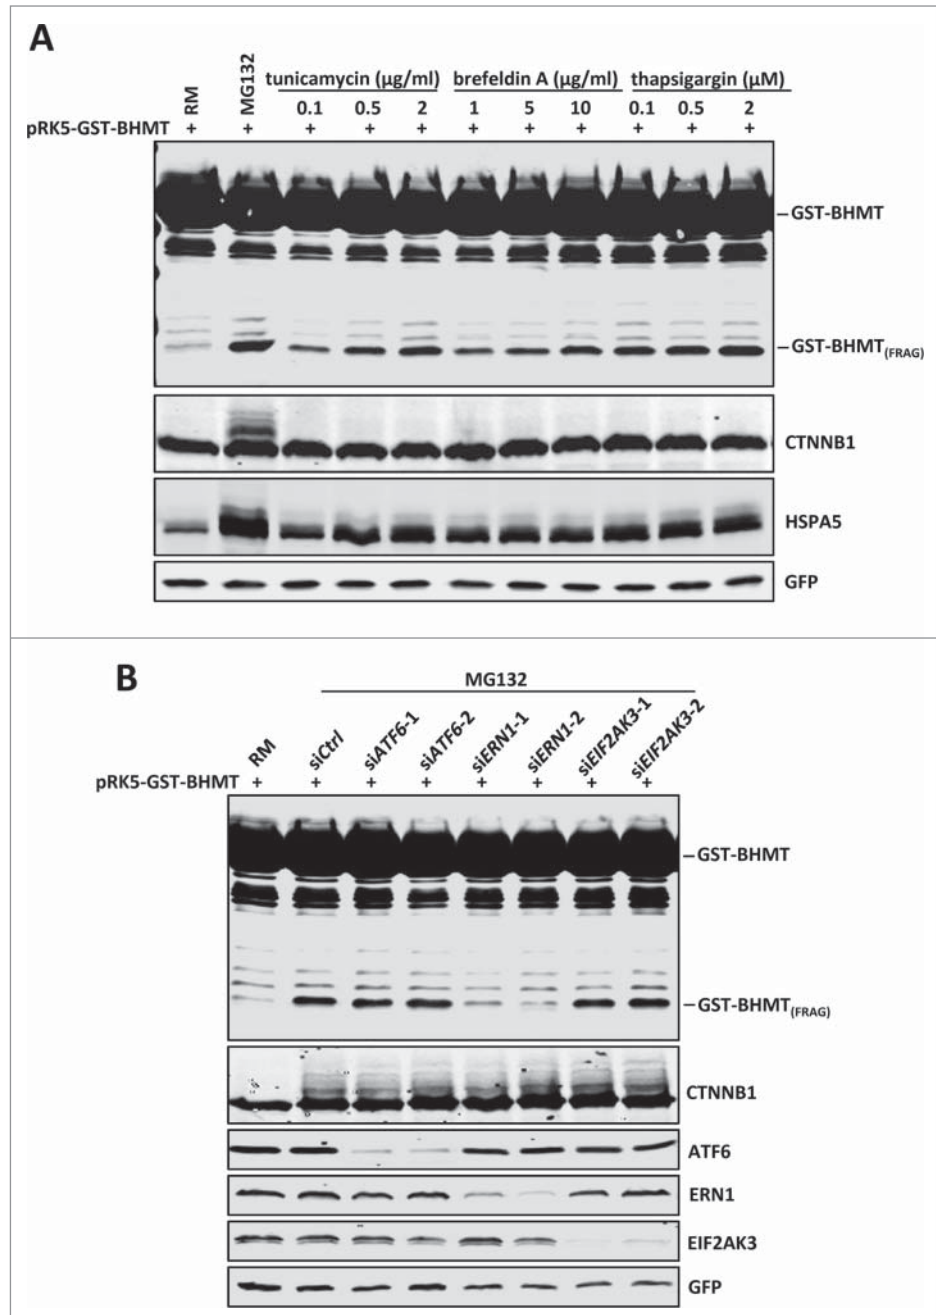 A
RM MG132 tunicamycin (μg/ml) brefeldin A (μg/ml) thapsigargin (μM)
0.1 0.5 2 1 5 10 0.1 0.5 2
pRK5-GST-BHMT + + + + + + + + + + +
GST-BHMT
GST-BHMT(FRAG)
CTNNB1
HSPA5
GFP
B
MG132
RM siCtrl siATF6-1 siATF6-2 siERN1-1 siERN1-2 siEIF2AK3-1 siEIF2AK3-2
pRK5-GST-BHMT + + + + + + + +
GST-BHMT
GST-BHMT(FRAG)
CTNNB1
ATF6
ERN1
EIF2AK3
GFP